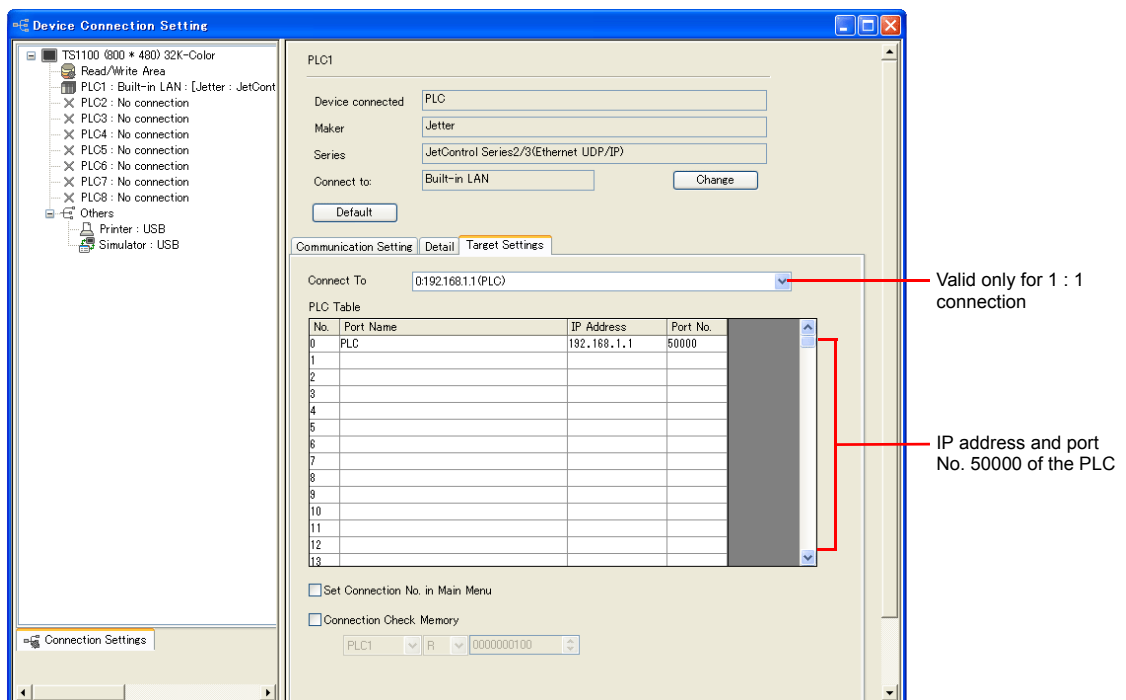 Device Connection Setting
TS1100 (800 * 480) 32K-Color
Read/Write Area
PLC1 : Built-in LAN : [Jetter : JetCont
PLC2 : No connection
PLC3 : No connection
PLC4 : No connection
PLC5 : No connection
PLC6 : No connection
PLC7 : No connection
PLC8 : No connection
Others
Printer : USB
Simulator : USB
Connection Settings
PLC1
Device connected PLC
Maker Jetter
Series JetControl Series2/3(Ethernet UDP/IP)
Connect to: Built-in LAN Change
Default
Communication Setting Detail Target Settings
Connect To 0:192.168.1.1(PLC)
PLC Table
No. Port Name IP Address Port No.
0 PLC 192.168.1.1 50000
1
2
3
4
5
6
7
8
9
10
11
12
13
Set Connection No. in Main Menu
Connection Check Memory
PLC1 R 0000000100
Valid only for 1 : 1
connection
IP address and port
No. 50000 of the PLC